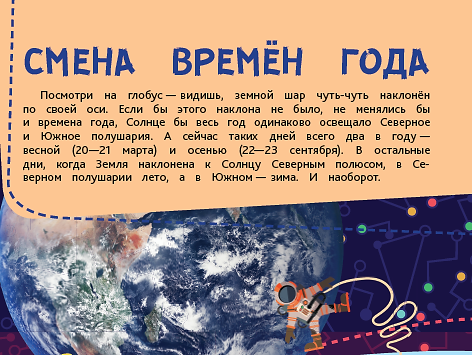 СМЕНА ВРЕМЁН ГОДА
Посмотри на глобус — видишь, земной шар чуть-чуть наклонён
по своей оси. Если бы этого наклона не было, не менялись бы
и времена года, Солнце бы весь год одинаково освещало Северное
и Южное полушария. А сейчас таких дней всего два в году —
весной (20—21 марта) и осенью (22—23 сентября). В остальные
дни, когда Земля наклонена к Солнцу Северным полюсом, в Се-
верном полушарии лето, а в Южном — зима. И наоборот.